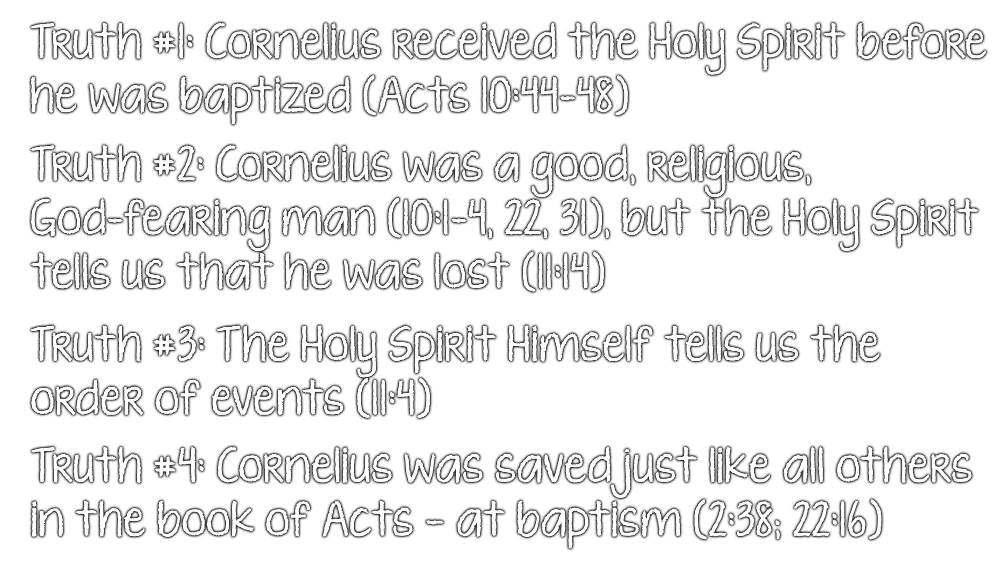 Truth #1: Cornelius received the Holy Spirit before
he was baptized (Acts 10:44-48)
Truth #2: Cornelius was a good, religious,
God-fearing man (10:1-4, 22, 31), but the Holy Spirit
tells us that he was lost (11:14)
Truth #3: The Holy Spirit Himself tells us the
order of events (11:4)
Truth #4: Cornelius was saved just like all others
in the book of Acts - at baptism (2:38; 22:16)